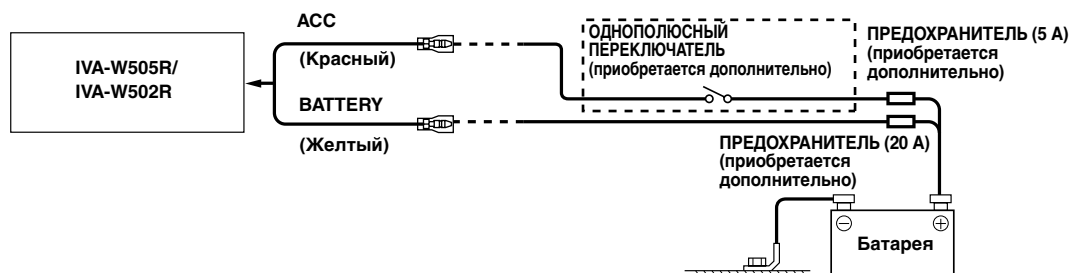 ACC
(Красный)
IVA-W505R/
IVA-W502R
BATTERY
(Желтый)
ОДНОПОЛЮСНЫЙ
ПЕРЕКЛЮЧАТЕЛЬ
(приобретается дополнительно)
ПРЕДОХРАНИТЕЛЬ (5 A)
(приобретается
дополнительно)
ПРЕДОХРАНИТЕЛЬ (20 A)
(приобретается
дополнительно)
Батарея